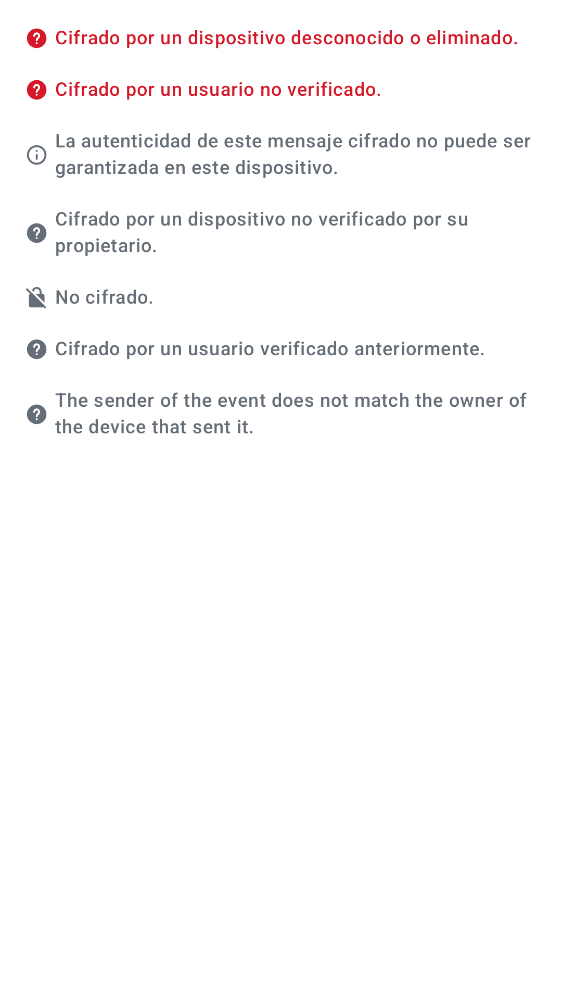 Cifrado por un dispositivo desconocido o eliminado.
Cifrado por un usuario no verificado.
La autenticidad de este mensaje cifrado no puede ser
garantizada en este dispositivo.
Cifrado por un dispositivo no verificado por su
propietario.
No cifrado.
Cifrado por un usuario verificado anteriormente.
The sender of the event does not match the owner of
the device that sent it.